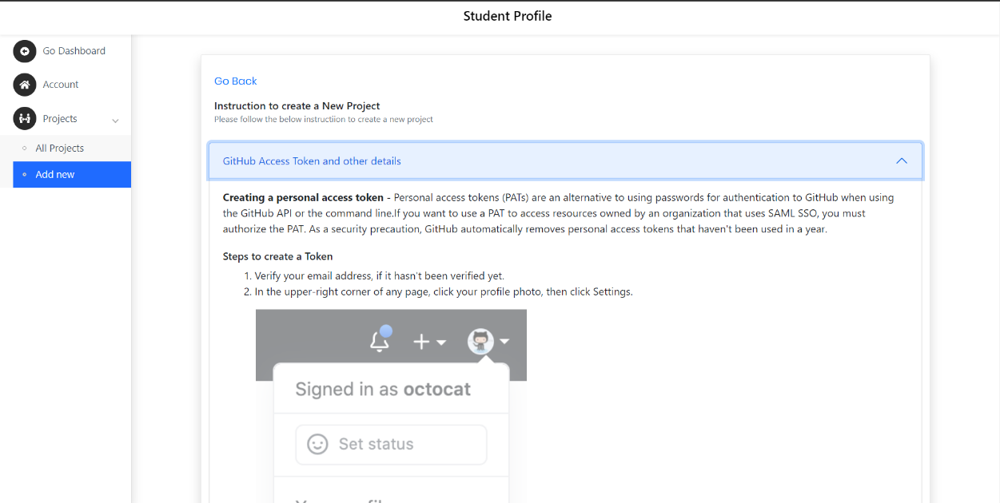 Student Profile
Go Dashboard
Account
Projects
All Projects
Add new
Go Back
Instruction to create a New Project
Please follow the below instructiion to create a new project
GitHub Access Token and other details
Creating a personal access token - Personal access tokens (PATs) are an alternative to using passwords for authentication to GitHub when using
the GitHub API or the command line.If you want to use a PAT to access resources owned by an organization that uses SAML SSO, you must
authorize the PAT. As a security precaution, GitHub automatically removes personal access tokens that haven't been used in a year.
Steps to create a Token
1. Verify your email address, if it hasn't been verified yet.
2. In the upper-right corner of any page, click your profile photo, then click Settings.
Signed in as octocat
Set status